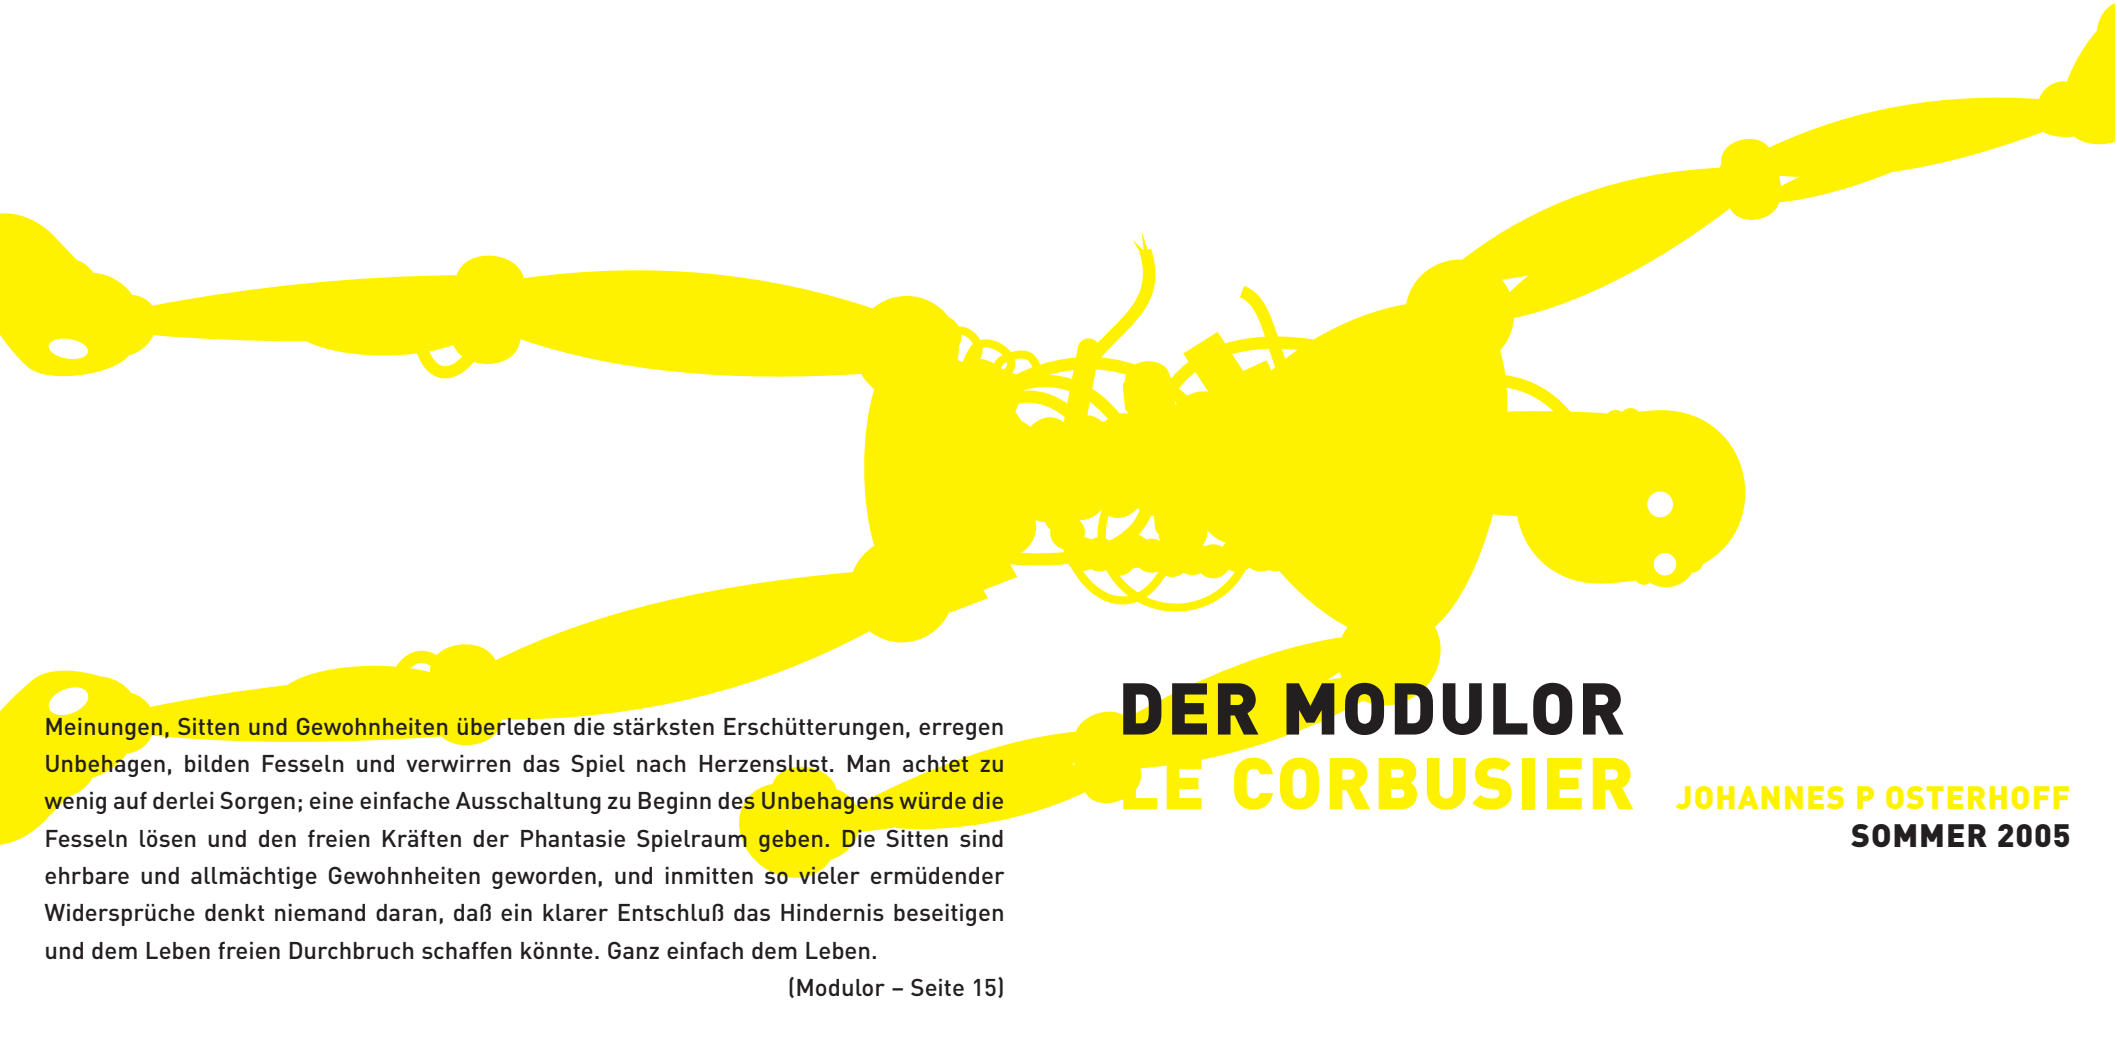 Meinungen, Sitten und Gewohnheiten überleben die stärksten Erschütterungen, erregen
Unbehagen, bilden Fesseln und verwirren das Spiel nach Herzenslust. Man achtet zu
wenig auf derlei Sorgen; eine einfache Ausschaltung zu Beginn des Unbehagens würde die
Fesseln lösen und den freien Kräften der Phantasie Spielraum geben. Die Sitten sind
ehrbare und allmächtige Gewohnheiten geworden, und inmitten so vieler ermüdender
Widersprüche denkt niemand daran, daß ein klarer Entschluß das Hindernis beseitigen
und dem Leben freien Durchbruch schaffen könnte. Ganz einfach dem Leben.
(Modulor – Seite 15)
DER MODULOR
LE CORBUSIER
JOHANNES P OSTERHOFF
SOMMER 2005